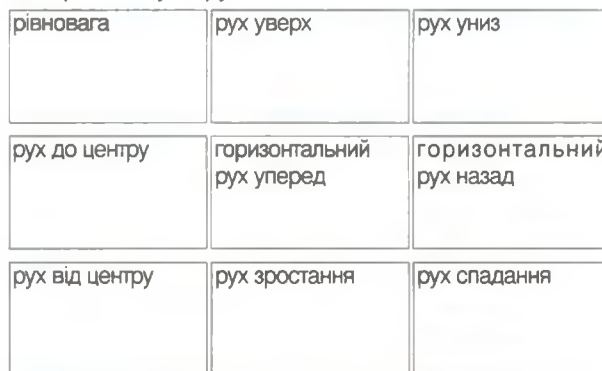 рівновага
рух уверх
рух униз
рух до центру
горизонтальний
рух уперед
горизонтальний
рух назад
рух від центру
рух зростання
рух спадання